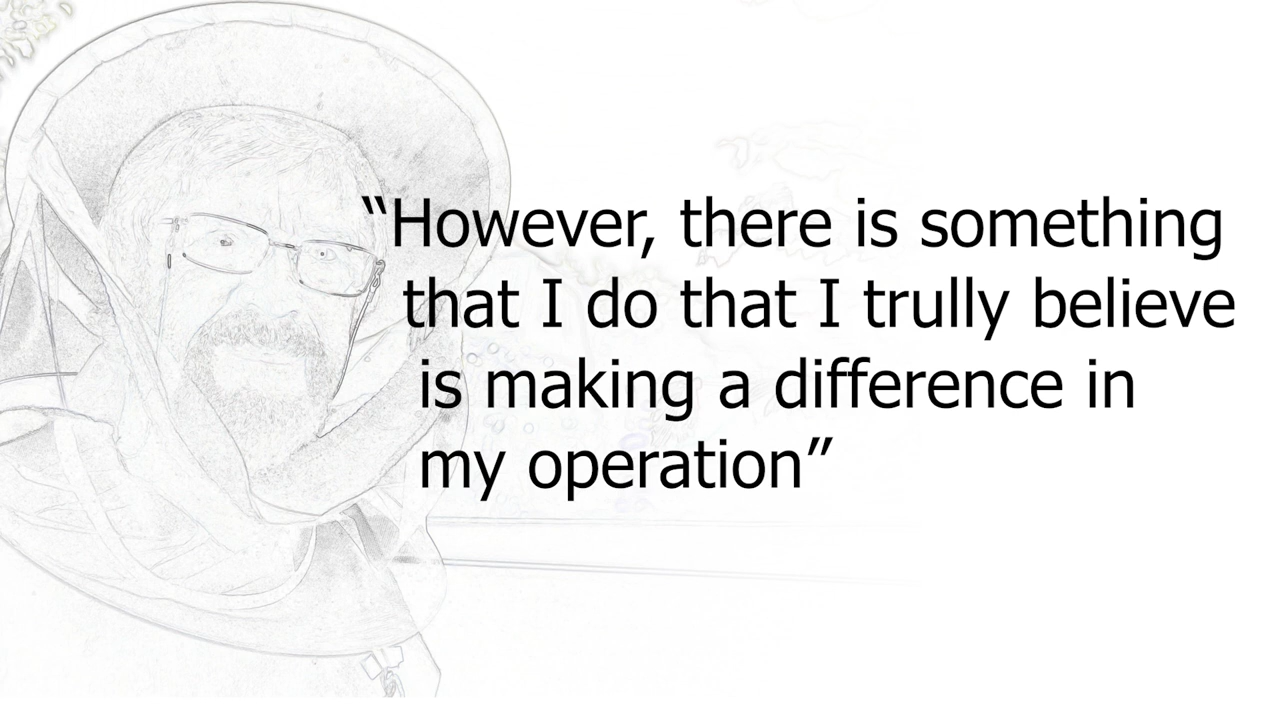 “However, there is something
that I do that I trully believe
is making a difference in
my operation”